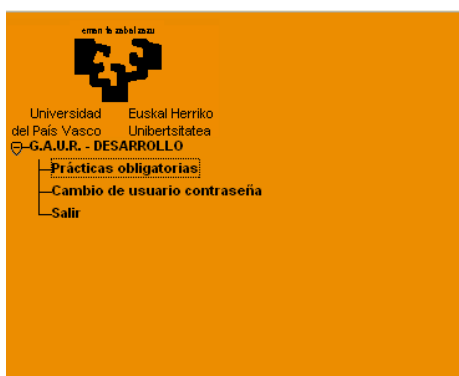 eman ta zabal zazu
Universidad Euskal Herriko
del País Vasco Unibertsitatea
G.A.U.R. - DESARROLLO
Prácticas obligatorias
Cambio de usuario contraseña
Salir